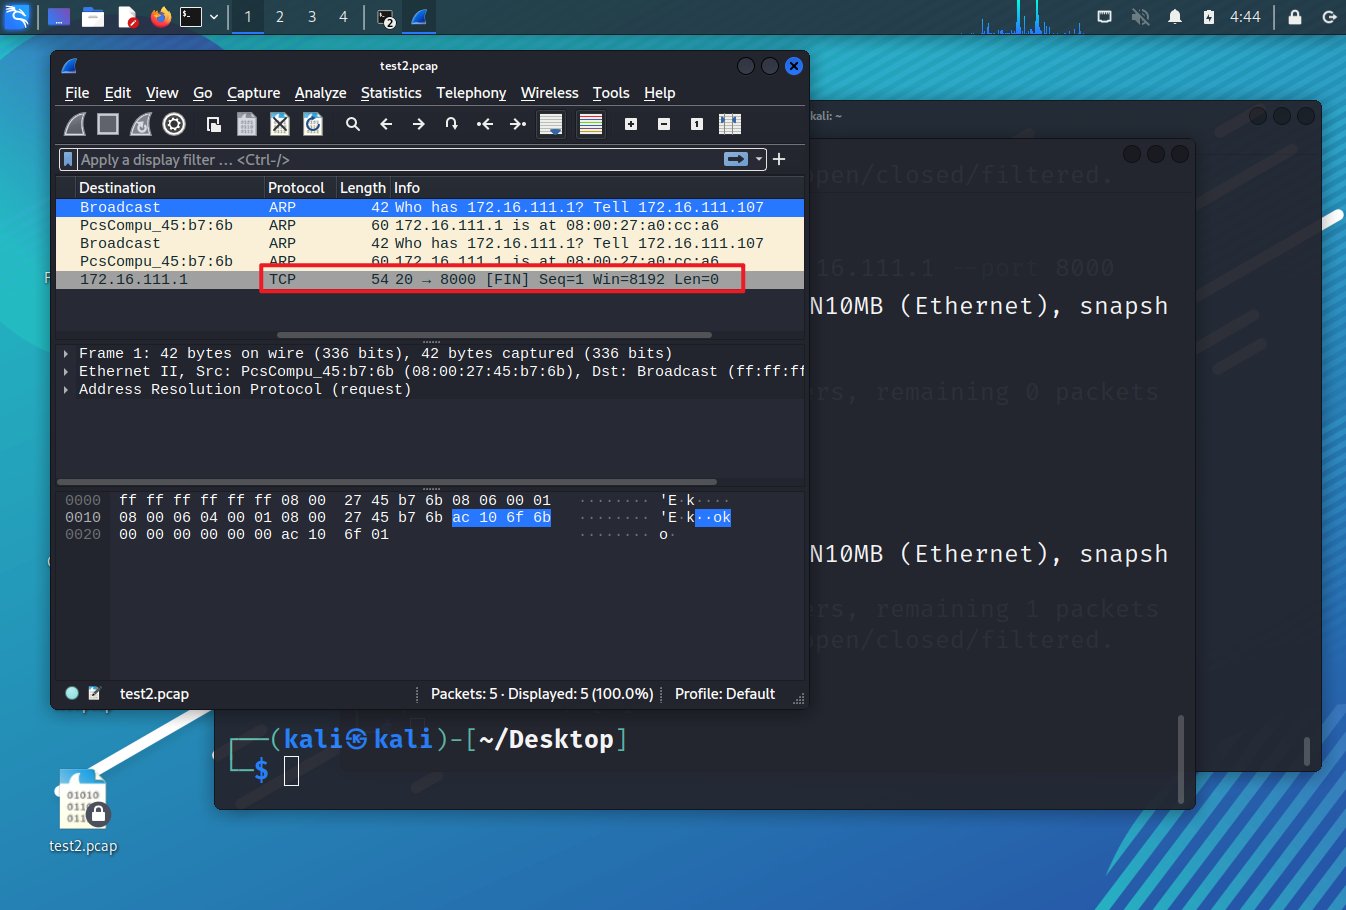 1 2 3 4 2 4:44
test2.pcap
File Edit View Go Capture Analyze Statistics Telephony Wireless Tools Help
kali: ~
Apply a display filter … <Ctrl-/>
open/closed/filtered.
Destination Protocol Length Info
Broadcast ARP 42 Who has 172.16.111.1? Tell 172.16.111.107
PcsCompu_45:b7:6b ARP 60 172.16.111.1 is at 08:00:27:a0:cc:a6
Broadcast ARP 42 Who has 172.16.111.1? Tell 172.16.111.107
PcsCompu_45:b7:6b ARP 60 172.16.111.1 is at 08:00:27:a0:cc:a6
172.16.111.1 TCP 54 20 → 8000 [FIN] Seq=1 Win=8192 Len=0
16.111.1 port 8000
N10MB (Ethernet), snapsh
Frame 1: 42 bytes on wire (336 bits), 42 bytes captured (336 bits)
Ethernet II, Src: PcsCompu_45:b7:6b (08:00:27:45:b7:6b), Dst: Broadcast (ff:ff:ff
Address Resolution Protocol (request)
rs, remaining 0 packets
0000 ff ff ff ff ff ff 08 00 27 45 b7 6b 08 06 00 01 ········ 'E·k····
0010 08 00 06 04 00 01 08 00 27 45 b7 6b ac 10 6f 6b ········ 'E·k··ok
0020 00 00 00 00 00 00 ac 10 6f 01 ········ o·
N10MB (Ethernet), snapsh
rs, remaining 1 packets
open/closed/filtered.
test2.pcap Packets: 5 · Displayed: 5 (100.0%) Profile: Default
┌──(kali㉿kali)-[~/Desktop]
└─$
test2.pcap